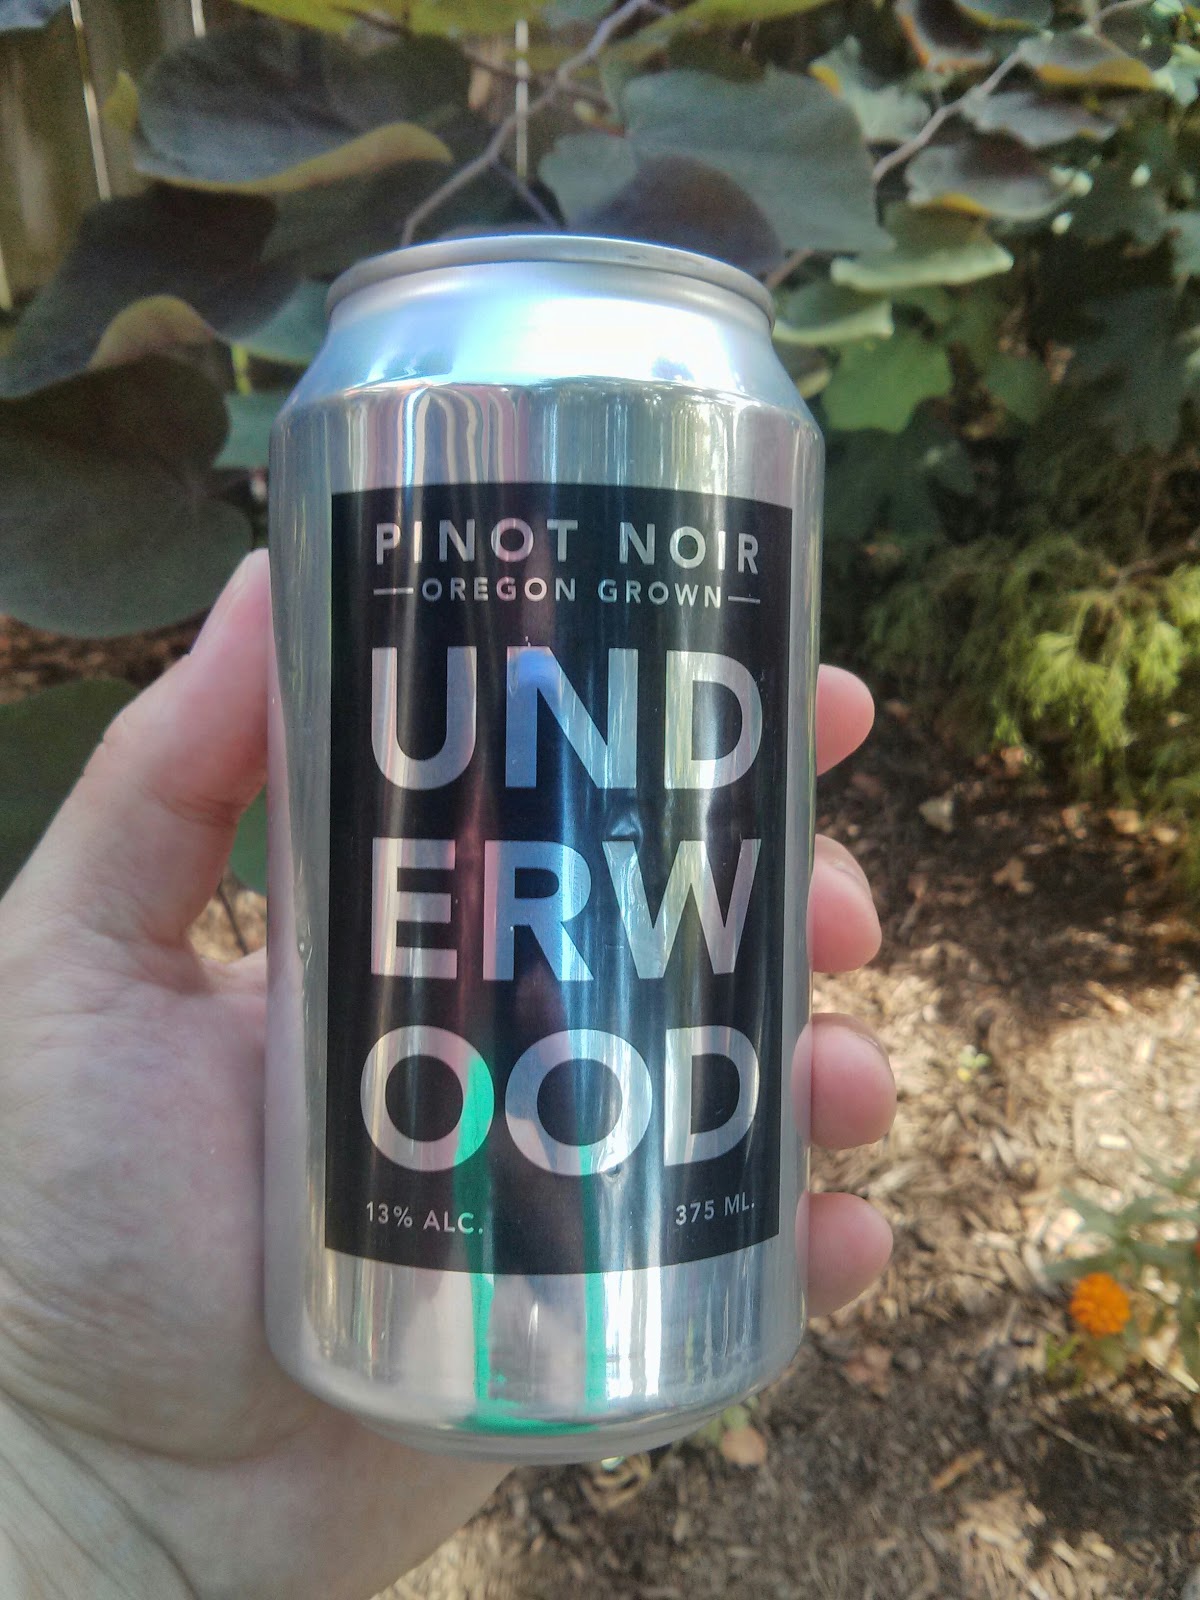 PINOT NOIR
OREGON GROWN
UND
ERW
OOD
13% ALC. 375 ML.